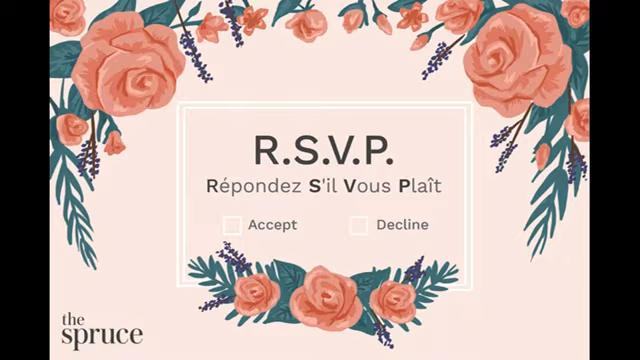 R.S.V.P.
Répondez S'il Vous Plaît
Accept
Decline
the
spruce